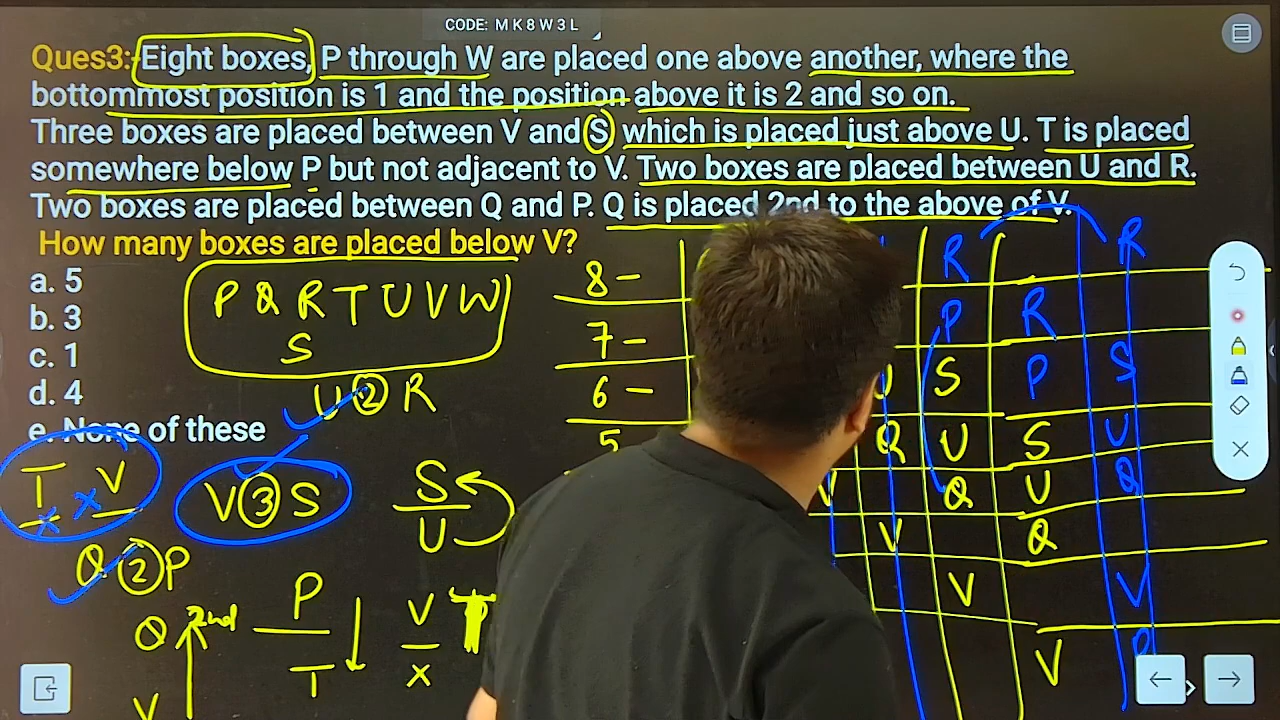 CODE: M K 8 W 3 L
Ques3:- Eight boxes, P through W are placed one above another, where the
bottommost position is 1 and the position above it is 2 and so on.
Three boxes are placed between V and S which is placed just above U. T is placed
somewhere below P but not adjacent to V. Two boxes are placed between U and R.
Two boxes are placed between Q and P. Q is placed 2nd to the above of V.
How many boxes are placed below V?
a. 5
b. 3
c. 1
d. 4
e. None of these
P Q R T U V W
S
U ② R
T V
x x
V ③ S
S
U
Q ② P
Q 2nd
V
P
T
V
x
8 -
7 -
6 -
5
R R
P R
S P S
R U S U
V Q U Q
V Q
V V
V